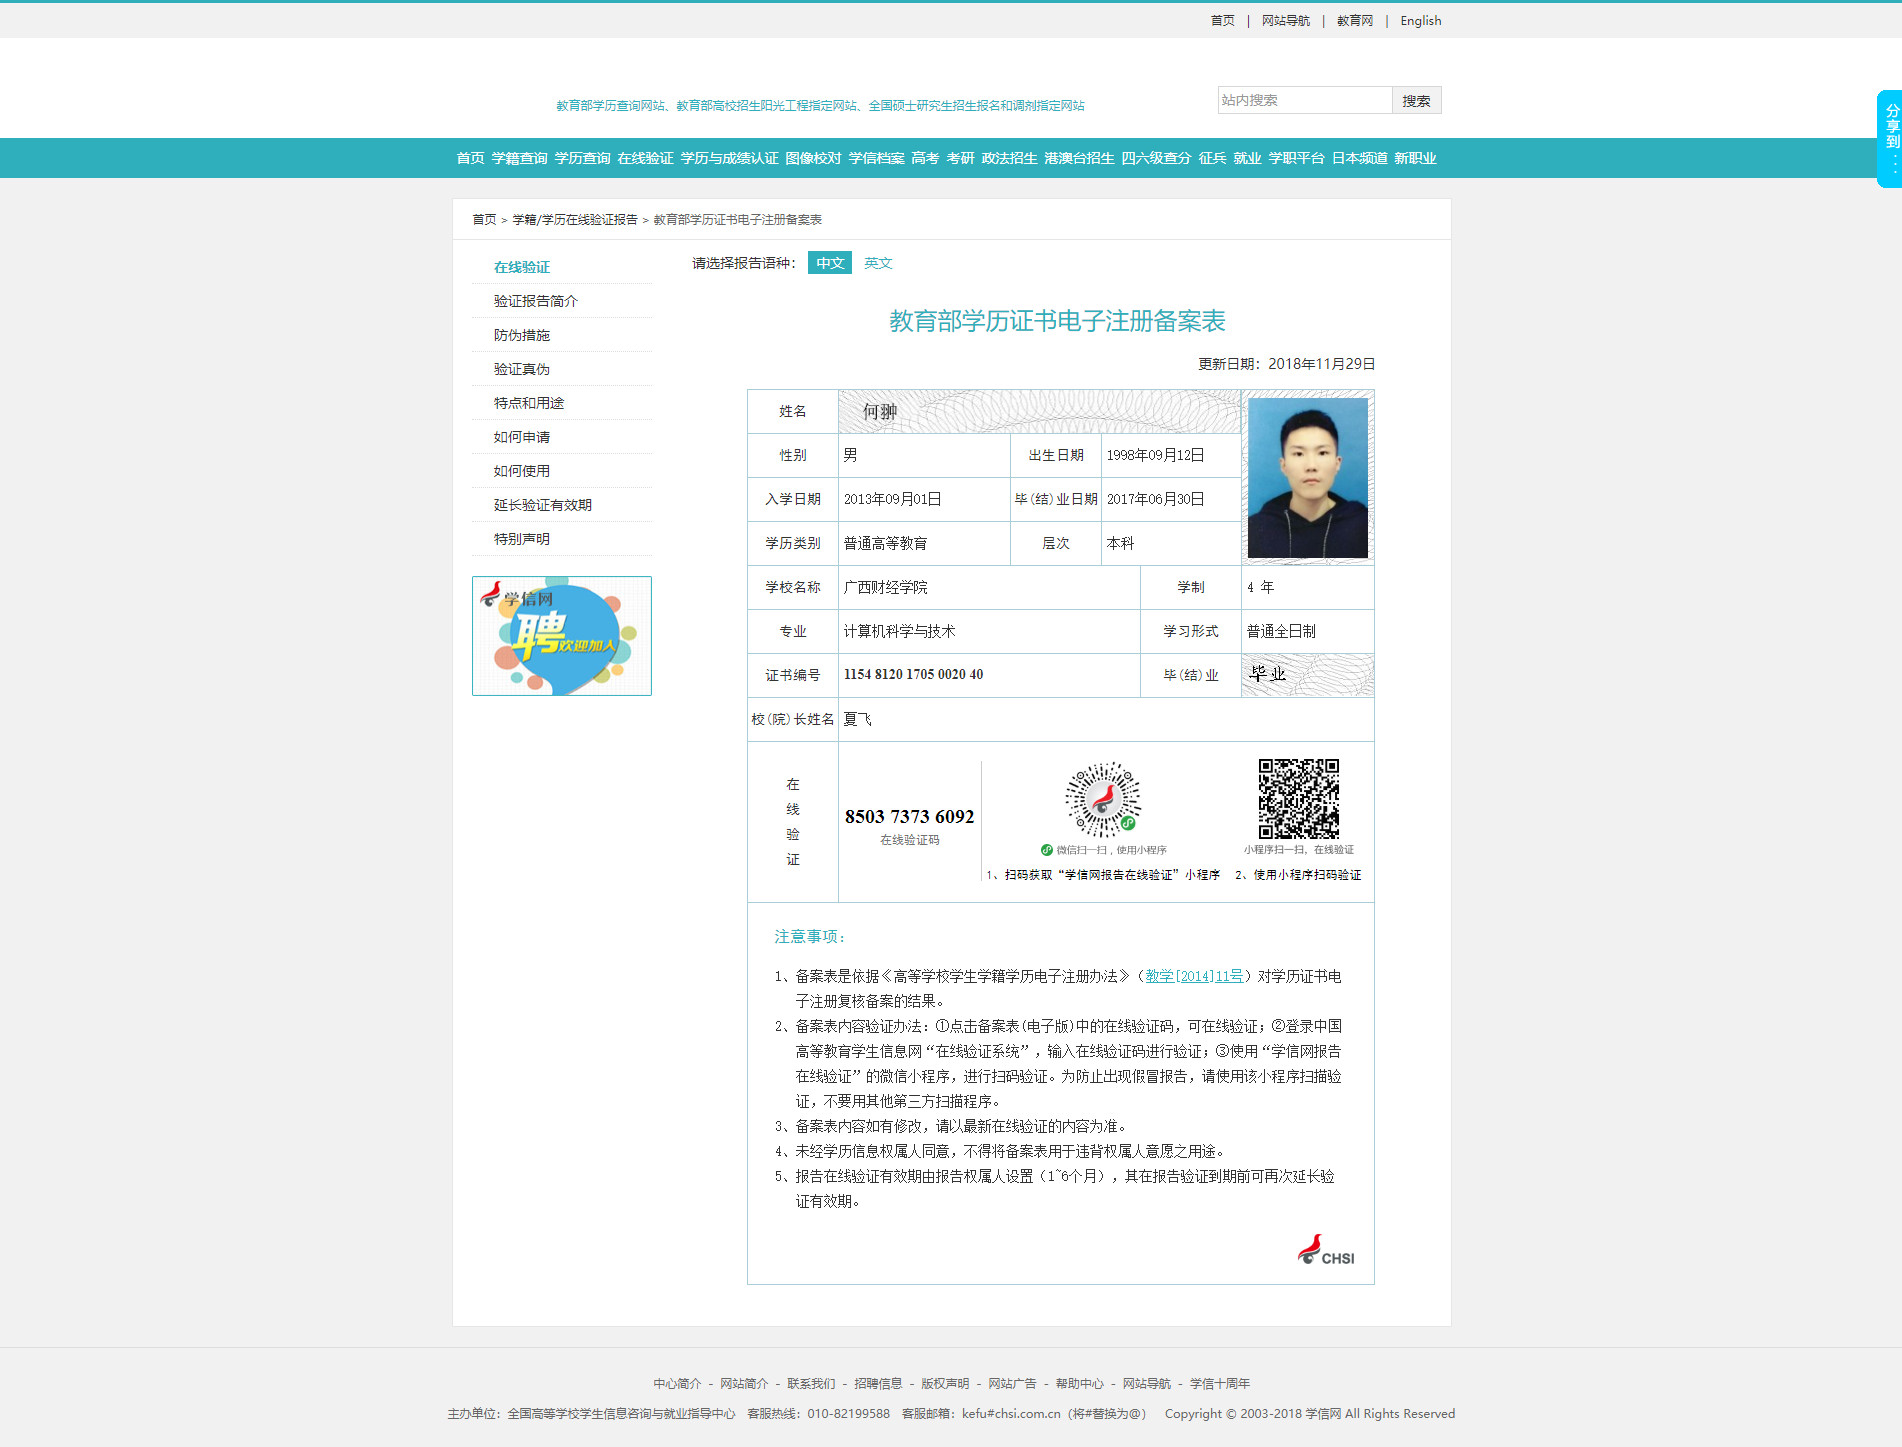 首页 | 网站导航 | 教育网 | English
教育部学历查询网站、教育部高校招生阳光工程指定网站、全国硕士研究生招生报名和调剂指定网站
站内搜索 搜索
分享到...
首页 学籍查询 学历查询 在线验证 学历与成绩认证 图像校对 学信档案 高考 考研 政法招生 港澳台招生 四六级查分 征兵 就业 学职平台 日本频道 新职业
首页 > 学籍/学历在线验证报告 > 教育部学历证书电子注册备案表
在线验证
验证报告简介
防伪措施
验证真伪
特点和用途
如何申请
如何使用
延长验证有效期
特别声明
学信网
聘 欢迎加入
请选择报告语种： 中文 英文
教育部学历证书电子注册备案表
更新日期：2018年11月29日
姓名 何翀
性别 男 出生日期 1998年09月12日
入学日期 2013年09月01日 毕(结)业日期 2017年06月30日
学历类别 普通高等教育 层次 本科
学校名称 广西财经学院 学制 4 年
专业 计算机科学与技术 学习形式 普通全日制
证书编号 1154 8120 1705 0020 40 毕(结)业 毕业
校(院)长姓名 夏飞
在
线
验
证
8503 7373 6092
在线验证码
微信扫一扫，使用小程序
1、扫码获取“学信网报告在线验证”小程序
小程序扫一扫，在线验证
2、使用小程序扫码验证
注意事项：
1、备案表是依据《高等学校学生学籍学历电子注册办法》（教学[2014]11号）对学历证书电
子注册复核备案的结果。
2、备案表内容验证办法：①点击备案表(电子版)中的在线验证码，可在线验证；②登录中国
高等教育学生信息网“在线验证系统”，输入在线验证码进行验证；③使用“学信网报告
在线验证”的微信小程序，进行扫码验证。为防止出现假冒报告，请使用该小程序扫描验
证，不要用其他第三方扫描程序。
3、备案表内容如有修改，请以最新在线验证的内容为准。
4、未经学历信息权属人同意，不得将备案表用于违背权属人意愿之用途。
5、报告在线验证有效期由报告权属人设置（1~6个月），其在报告验证到期前可再次延长验
证有效期。
CHSI
中心简介 - 网站简介 - 联系我们 - 招聘信息 - 版权声明 - 网站广告 - 帮助中心 - 网站导航 - 学信十周年
主办单位：全国高等学校学生信息咨询与就业指导中心 客服热线：010-82199588 客服邮箱：kefu#chsi.com.cn（将#替换为@） Copyright © 2003-2018 学信网 All Rights Reserved